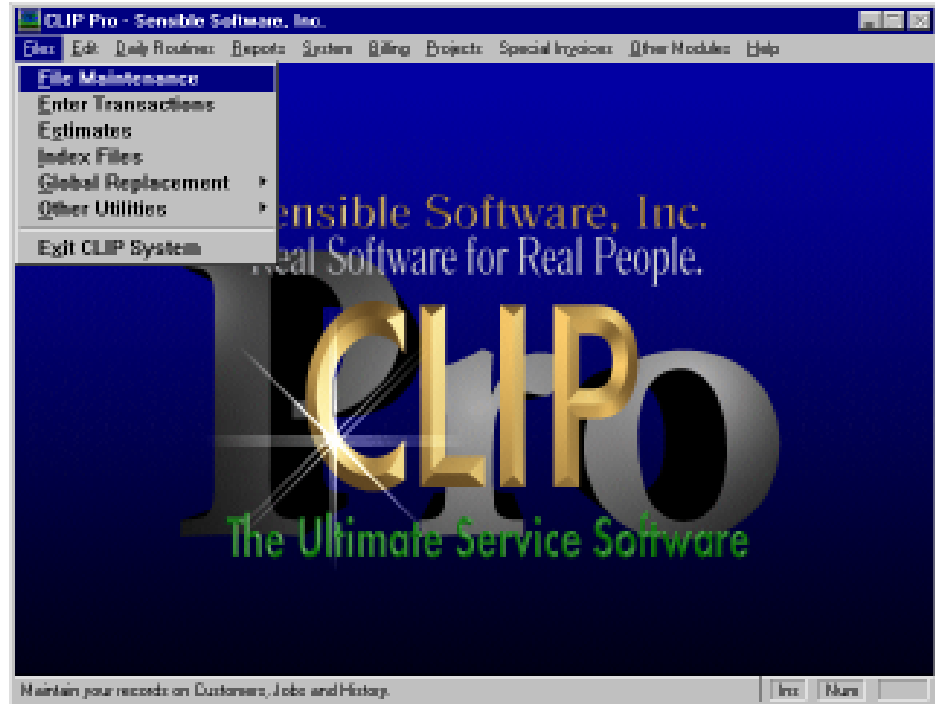 CLIP Pro - Sensible Software, Inc.
Files Edit Daily Routines Reports System Billing Projects Special Invoices Other Modules Help
File Maintenance
Enter Transactions
Estimates
Index Files
Global Replacement
Other Utilities
Exit CLIP System
ensible Software, Inc.
Real Software for Real People.
Pro
CLIP
The Ultimate Service Software
Maintain your records on Customers, Jobs and History. Ins Num